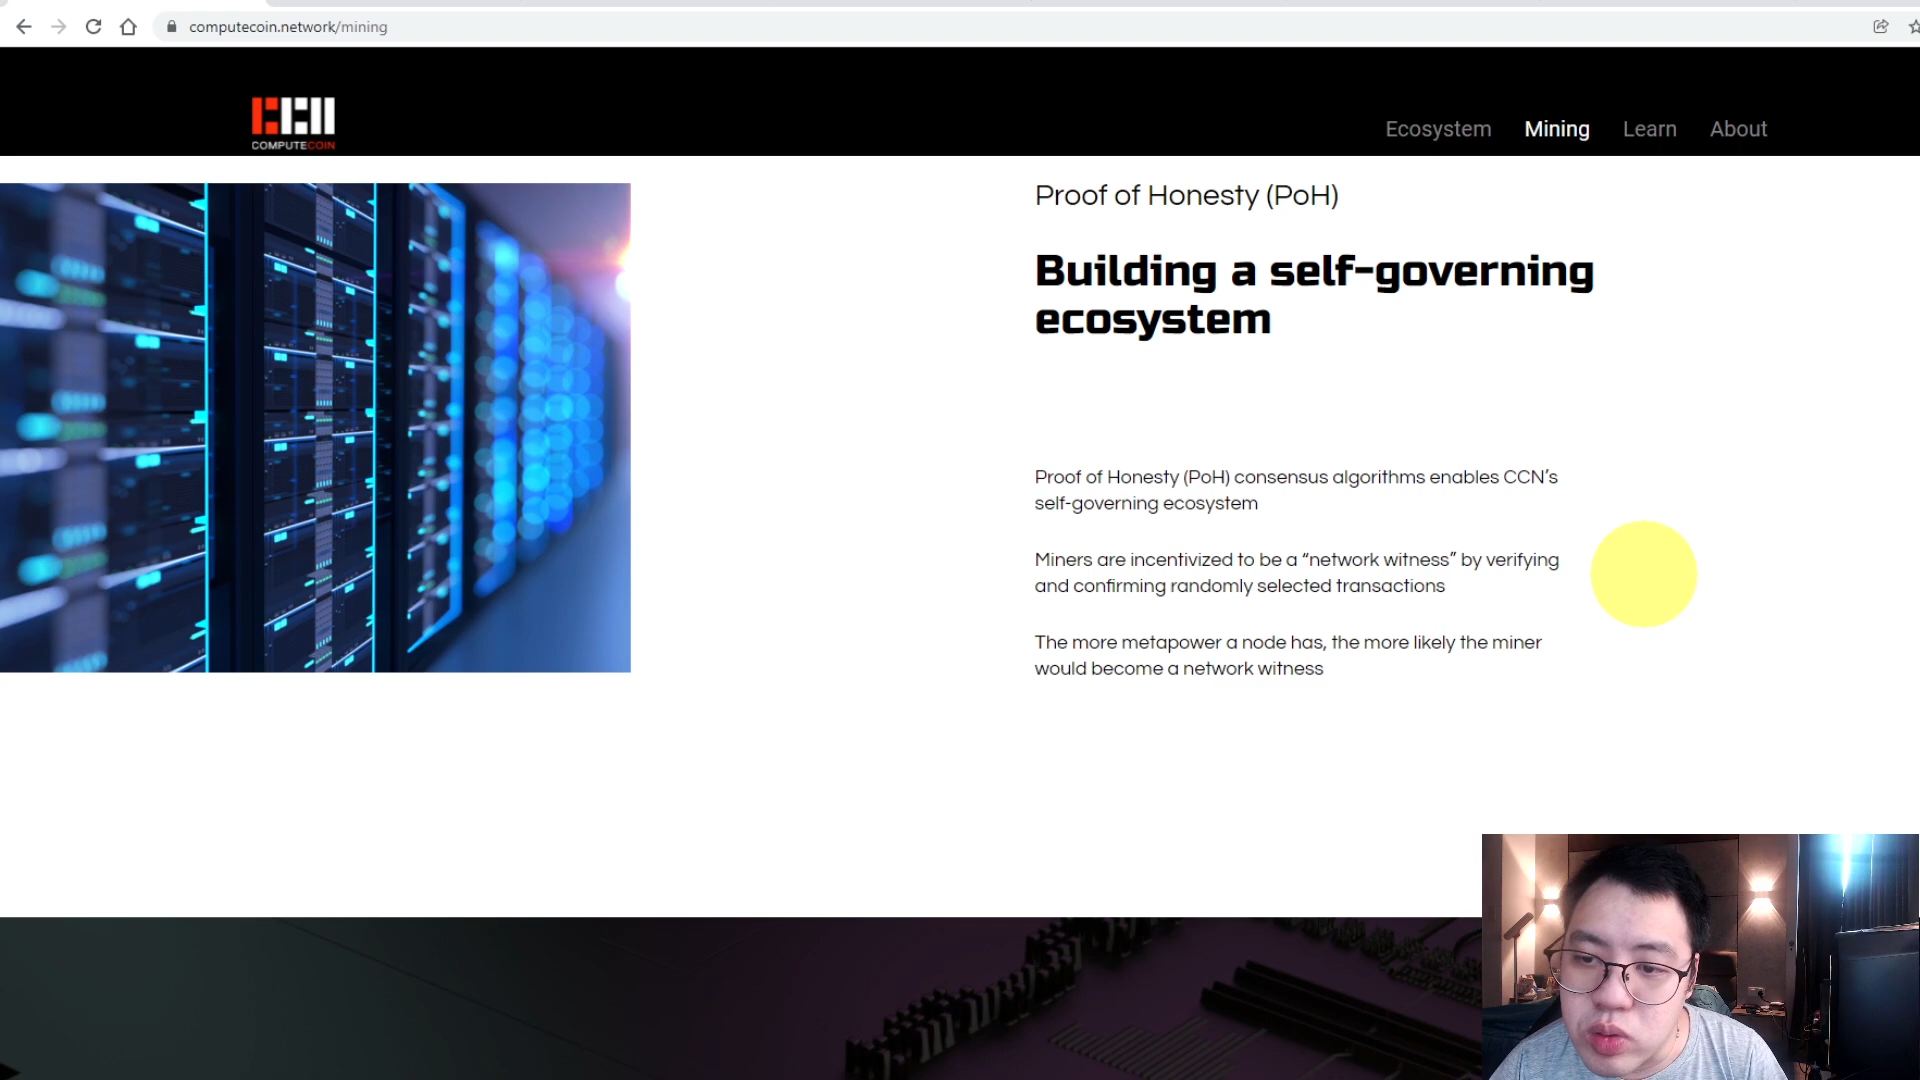 computecoin.network/mining
COMPUTECOIN
Ecosystem
Mining
Learn
About
Proof of Honesty (PoH)
Building a self-governing
ecosystem
Proof of Honesty (PoH) consensus algorithms enables CCN’s
self-governing ecosystem
Miners are incentivized to be a “network witness” by verifying
and confirming randomly selected transactions
The more metapower a node has, the more likely the miner
would become a network witness